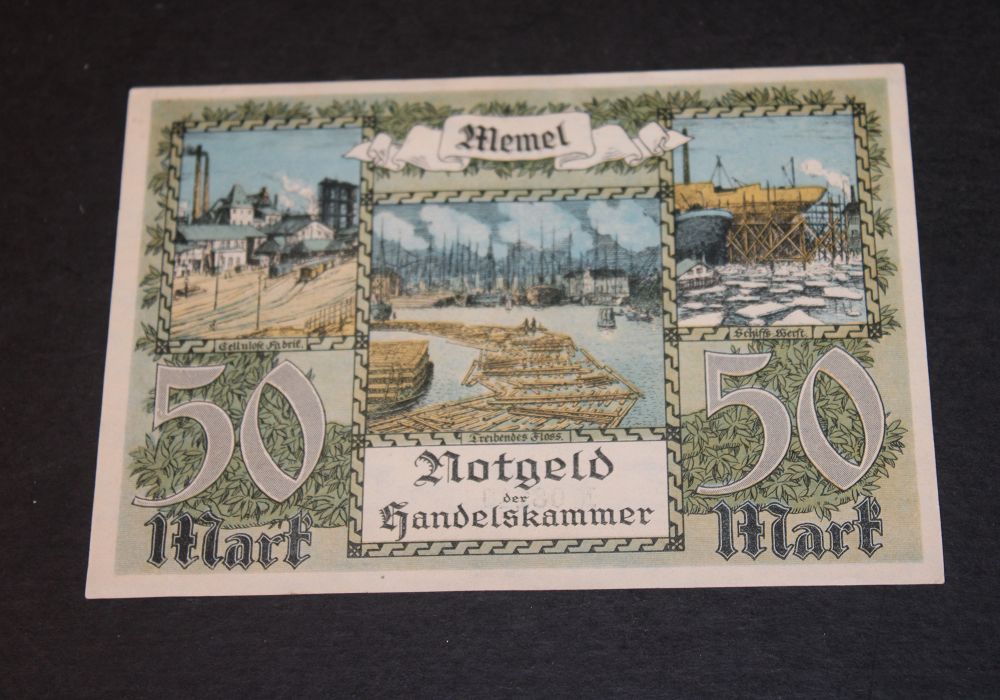 Memel
Cellulose Fabrik.
Schiffs Werft.
Treibendes Floss.
50
Mark
Notgeld
der
Handelskammer
50
Mark